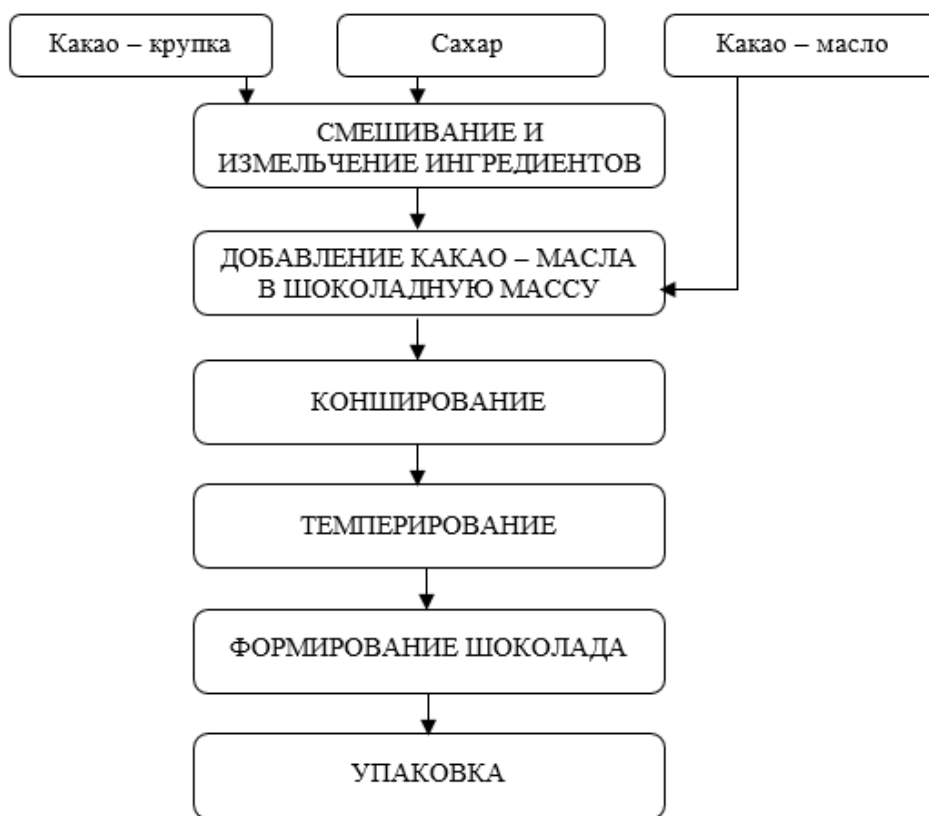 Какао – крупка
Сахар
Какао – масло
СМЕШИВАНИЕ И
ИЗМЕЛЬЧЕНИЕ ИНГРЕДИЕНТОВ
ДОБАВЛЕНИЕ КАКАО – МАСЛА
В ШОКОЛАДНУЮ МАССУ
КОНШИРОВАНИЕ
ТЕМПЕРИРОВАНИЕ
ФОРМИРОВАНИЕ ШОКОЛАДА
УПАКОВКА